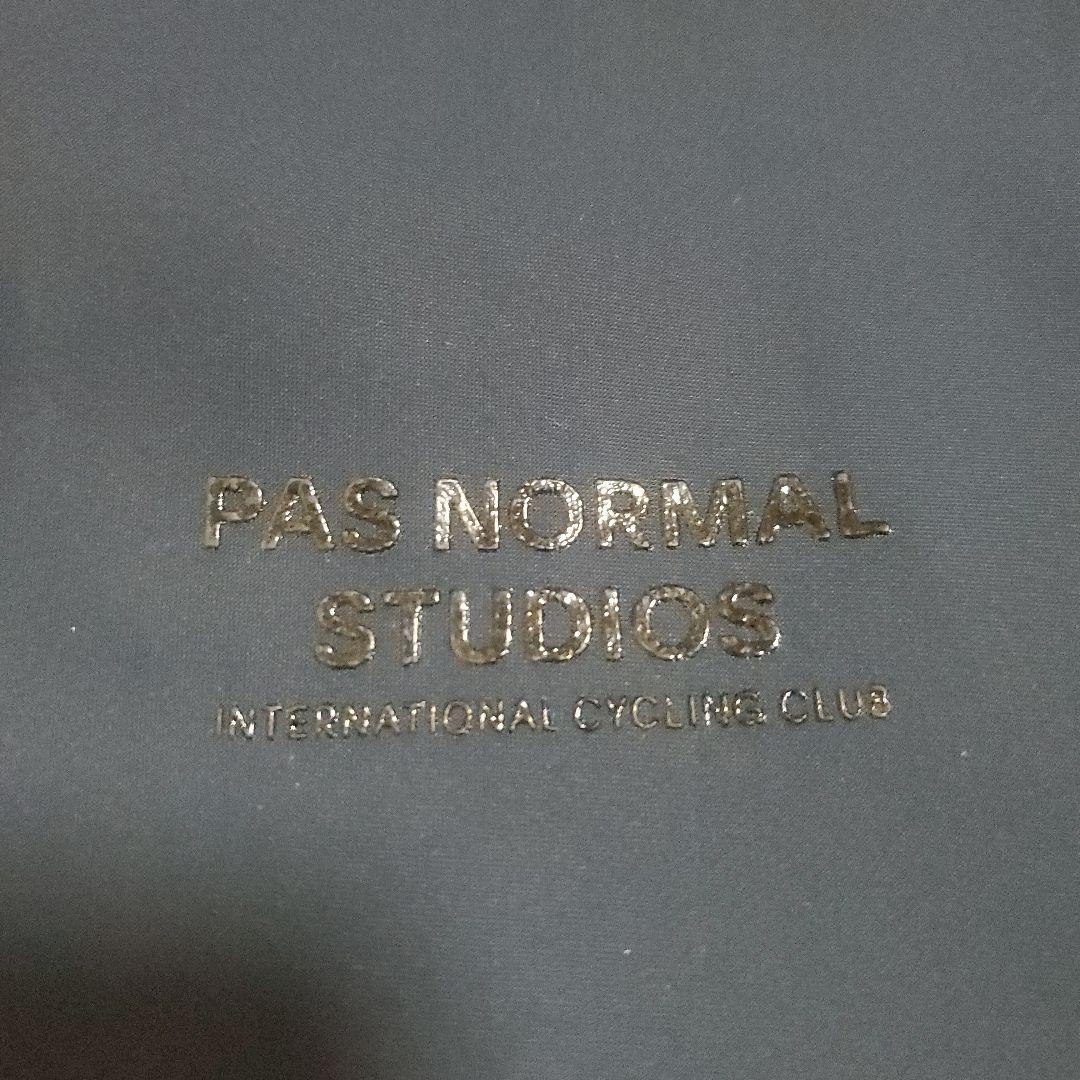 PAS NORMAL
STUDIOS
INTERNATIONAL CYCLING CLUB